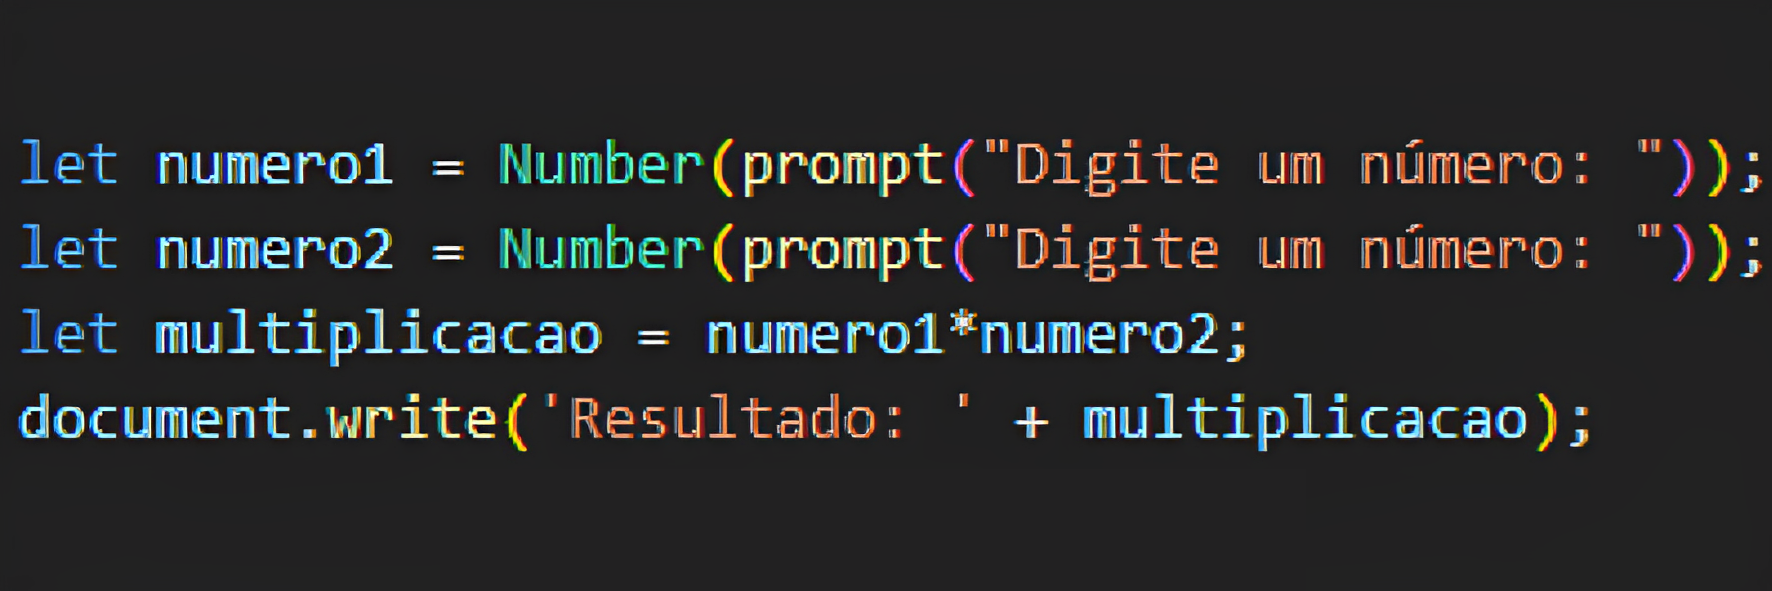 let numero1 = Number(prompt("Digite um número: "));
let numero2 = Number(prompt("Digite um número: "));
let multiplicacao = numero1*numero2;
document.write('Resultado: ' + multiplicacao);